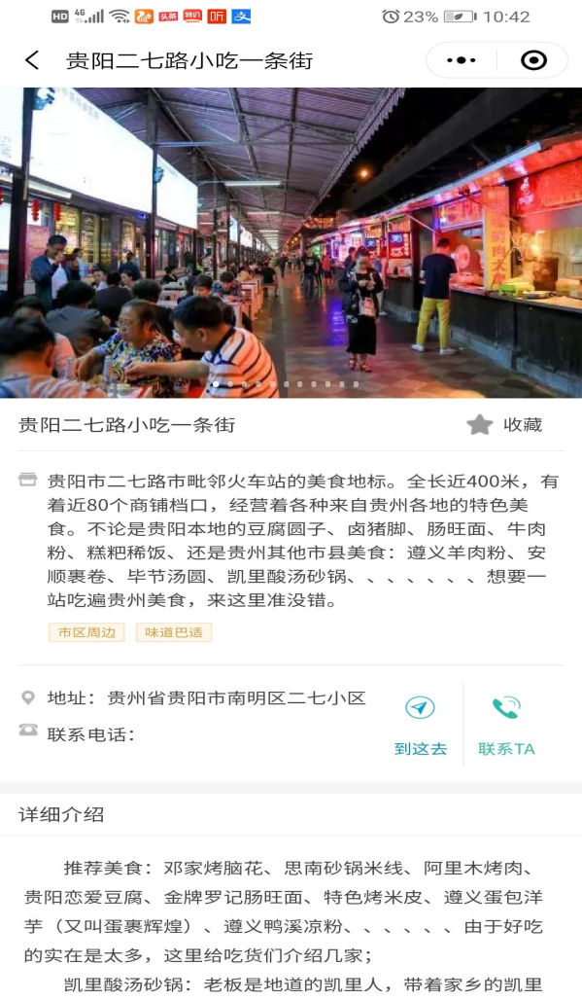 HD 4G 头条 特价 听 支 23% 10:42
贵阳二七路小吃一条街
贵阳二七路小吃一条街
收藏
贵阳市二七路市毗邻火车站的美食地标。全长近400米，有
着近80个商铺档口，经营着各种来自贵州各地的特色美
食。不论是贵阳本地的豆腐圆子、卤猪脚、肠旺面、牛肉
粉、糕粑稀饭、还是贵州其他市县美食：遵义羊肉粉、安
顺裹卷、毕节汤圆、凯里酸汤砂锅、、、、、、、想要一
站吃遍贵州美食，来这里准没错。
市区周边 味道巴适
地址：贵州省贵阳市南明区二七小区
联系电话：
到这去 联系TA
详细介绍
推荐美食：邓家烤脑花、思南砂锅米线、阿里木烤肉、
贵阳恋爱豆腐、金牌罗记肠旺面、特色烤米皮、遵义蛋包洋
芋（又叫蛋裹辉煌）、遵义鸭溪凉粉、、、、、、由于好吃
的实在是太多，这里给吃货们介绍几家；
凯里酸汤砂锅：老板是地道的凯里人，带着家乡的凯里